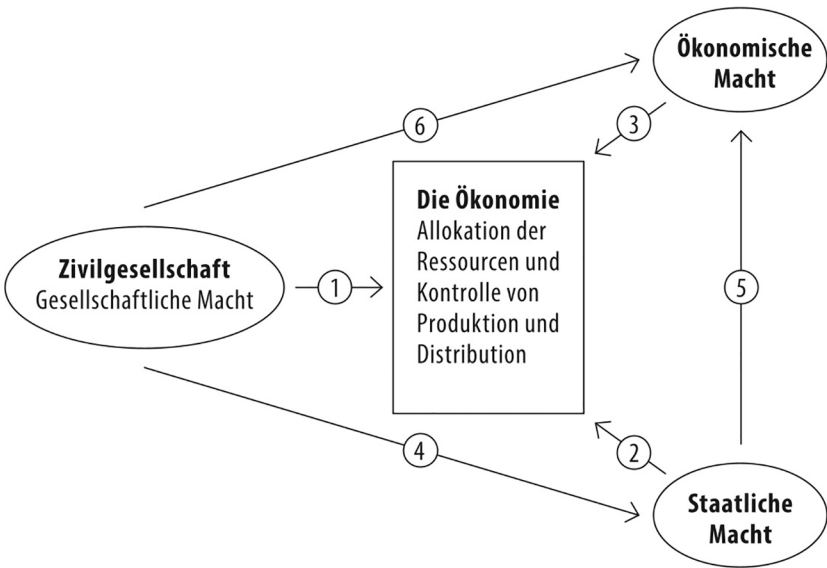 Ökonomische
Macht
6
3
Die Ökonomie
Allokation der
Ressourcen und
Kontrolle von
Produktion und
Distribution
Zivilgesellschaft
Gesellschaftliche Macht
1
5
4
2
Staatliche
Macht